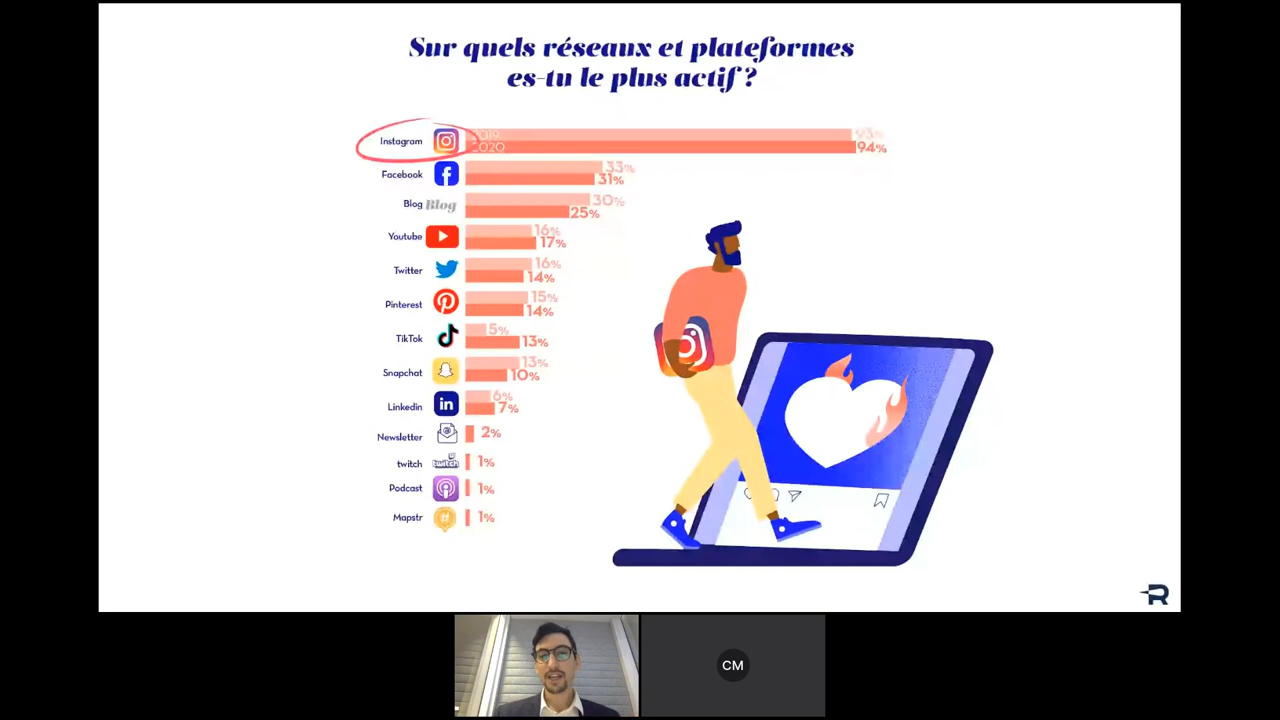 Sur quels réseaux et plateformes
es-tu le plus actif ?
Instagram 2019 93%
2020 94%
Facebook 33%
31%
Blog Blog 30%
25%
Youtube 16%
17%
Twitter 16%
14%
Pinterest 15%
14%
TikTok 5%
13%
Snapchat 13%
10%
Linkedin in 6%
7%
Newsletter @ 2%
twitch twitch 1%
Podcast 1%
Mapstr # 1%
R
CM